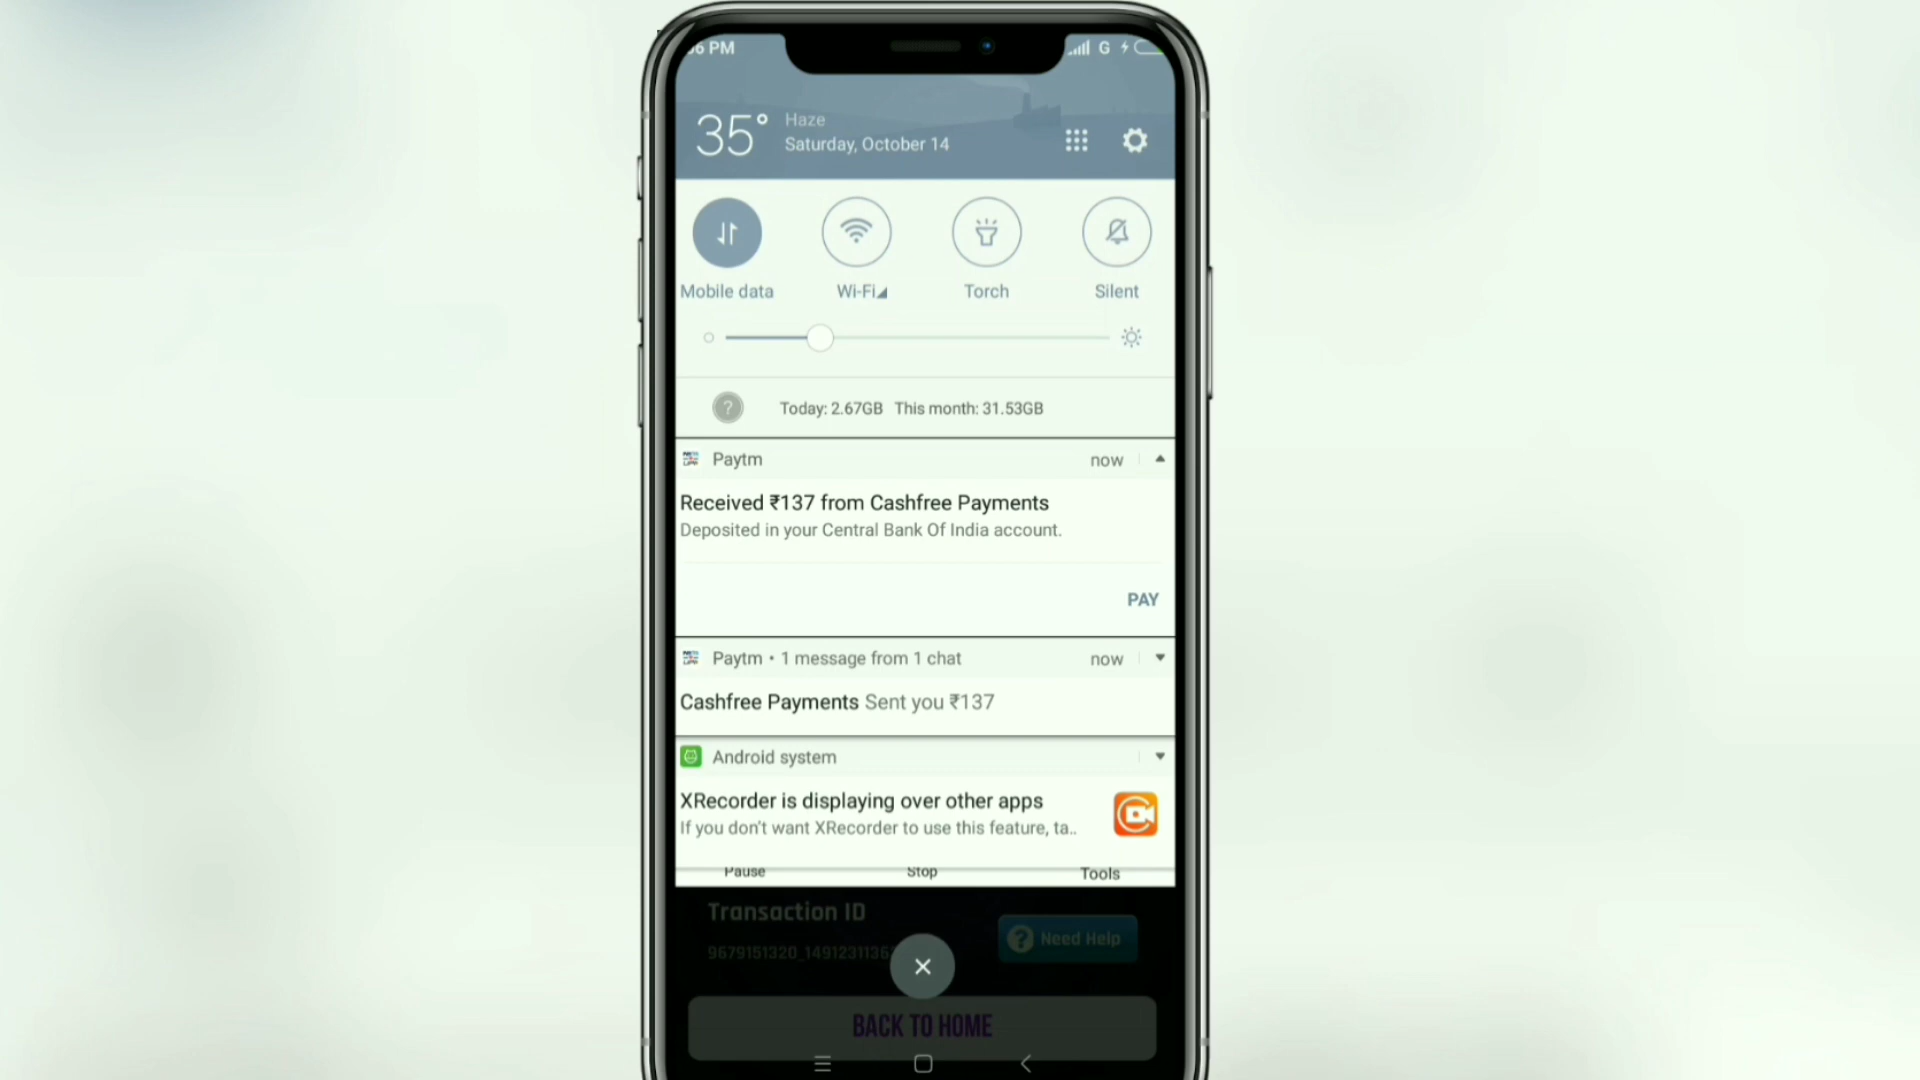 6 PM
G
35°
Haze
Saturday, October 14
Mobile data
Wi-Fi
Torch
Silent
?
Today: 2.67GB This month: 31.53GB
Paytm
now
Received ₹137 from Cashfree Payments
Deposited in your Central Bank Of India account.
PAY
Paytm • 1 message from 1 chat
now
Cashfree Payments Sent you ₹137
Android system
XRecorder is displaying over other apps
If you don't want XRecorder to use this feature, ta..
Pause
Stop
Tools
Transaction ID
? Need Help
BACK TO HOME